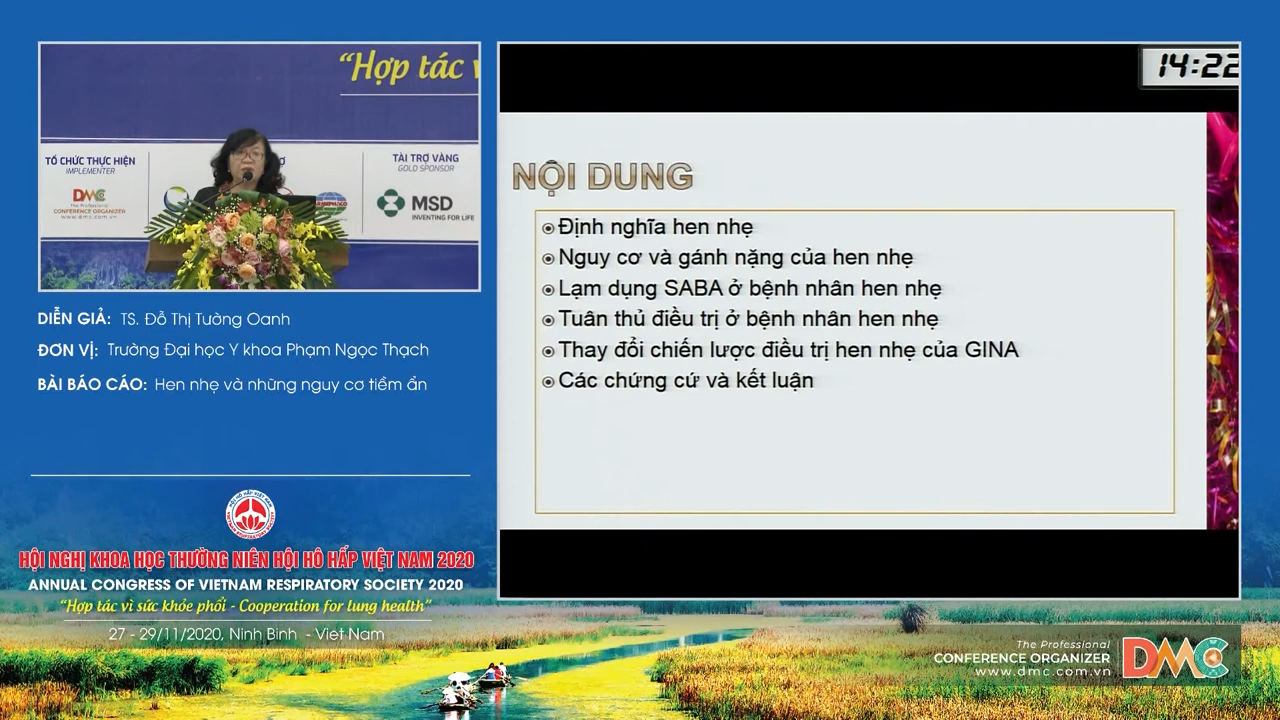 “Hợp tác v
TỔ CHỨC THỰC HIỆN
IMPLEMENTER
DMC
The Professional
CONFERENCE ORGANIZER
www.dmc.com.vn
TÀI TRỢ VÀNG
GOLD SPONSOR
MSD
INVENTING FOR LIFE
DIỄN GIẢ: TS. Đỗ Thị Tường Oanh
ĐƠN VỊ: Trường Đại học Y khoa Phạm Ngọc Thạch
BÀI BÁO CÁO: Hen nhẹ và những nguy cơ tiềm ẩn
14:22
NỘI DUNG
Định nghĩa hen nhẹ
Nguy cơ và gánh nặng của hen nhẹ
Lạm dụng SABA ở bệnh nhân hen nhẹ
Tuân thủ điều trị ở bệnh nhân hen nhẹ
Thay đổi chiến lược điều trị hen nhẹ của GINA
Các chứng cứ và kết luận
HỘI NGHỊ KHOA HỌC THƯỜNG NIÊN HỘI HÔ HẤP VIỆT NAM 2020
ANNUAL CONGRESS OF VIETNAM RESPIRATORY SOCIETY 2020
“Hợp tác vì sức khỏe phổi - Cooperation for lung health”
27 - 29/11/2020, Ninh Bình - Viet Nam
The Professional
CONFERENCE ORGANIZER
www.dmc.com.vn
DMC